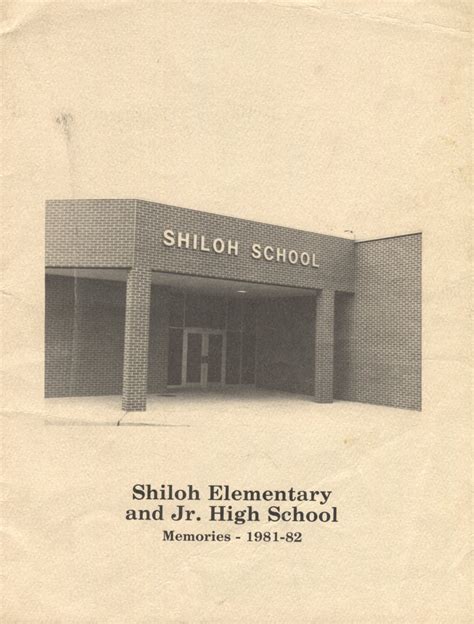 SHILOH SCHOOL
Shiloh Elementary
and Jr. High School
Memories - 1981-82